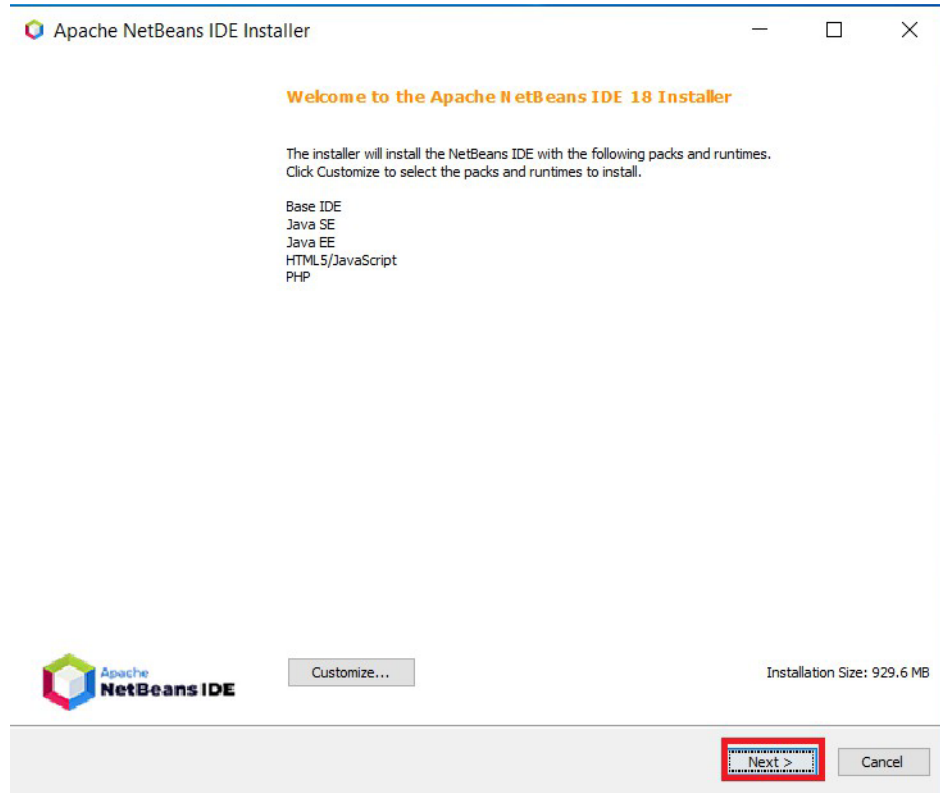 Apache NetBeans IDE Installer
Welcome to the Apache NetBeans IDE 18 Installer
The installer will install the NetBeans IDE with the following packs and runtimes.
Click Customize to select the packs and runtimes to install.
Base IDE
Java SE
Java EE
HTML5/JavaScript
PHP
Apache
NetBeans IDE
Customize...
Installation Size: 929.6 MB
Next >
Cancel